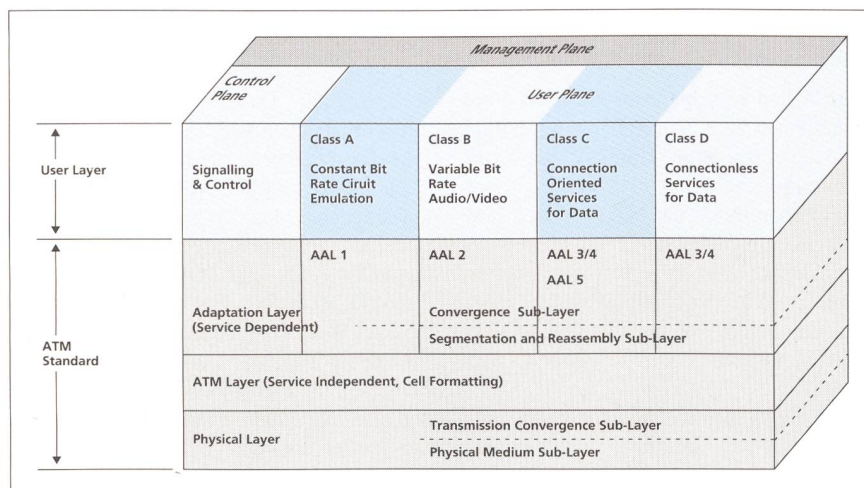 Management Plane
Control
Plane
User Plane
User Layer
Signalling
& Control
Class A
Constant Bit
Rate Ciruit
Emulation
Class B
Variable Bit
Rate
Audio/Video
Class C
Connection
Oriented
Services
for Data
Class D
Connectionless
Services
for Data
ATM
Standard
AAL 1
AAL 2
AAL 3/4
AAL 5
AAL 3/4
Adaptation Layer
(Service Dependent)
Convergence Sub-Layer
Segmentation and Reassembly Sub-Layer
ATM Layer (Service Independent, Cell Formatting)
Physical Layer
Transmission Convergence Sub-Layer
Physical Medium Sub-Layer